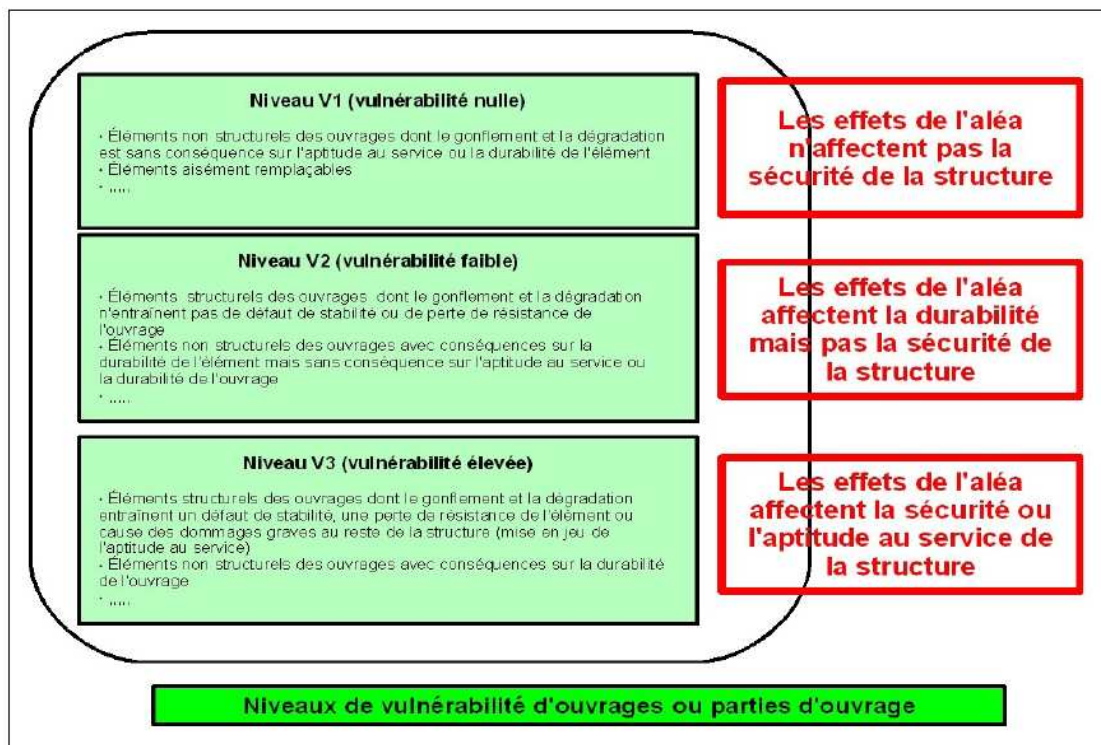 Niveau V1 (vulnérabilité nulle)
· Éléments non structurels des ouvrages dont le gonflement et la dégradation
est sans conséquence sur l'aptitude au service ou la durabilité de l'élément
· Éléments aisément remplaçables
· .....
Les effets de l'aléa
n'affectent pas la
sécurité de la structure
Niveau V2 (vulnérabilité faible)
· Éléments structurels des ouvrages dont le gonflement et la dégradation
n'entraînent pas de défaut de stabilité ou de perte de résistance de
l'ouvrage
· Éléments non structurels des ouvrages avec conséquences sur la
durabilité de l'élément mais sans conséquence sur l'aptitude au service ou
la durabilité de l'ouvrage
· .....
Les effets de l'aléa
affectent la durabilité
mais pas la sécurité de
la structure
Niveau V3 (vulnérabilité élevée)
· Éléments structurels des ouvrages dont le gonflement et la dégradation
entraînent un défaut de stabilité, une perte de résistance de l'élément ou
cause des dommages graves au reste de la structure (mise en jeu de
l'aptitude au service)
· Éléments non structurels des ouvrages avec conséquences sur la durabilité
de l'ouvrage
· .....
Les effets de l'aléa
affectent la sécurité ou
l'aptitude au service de
la structure
Niveaux de vulnérabilité d'ouvrages ou parties d'ouvrage